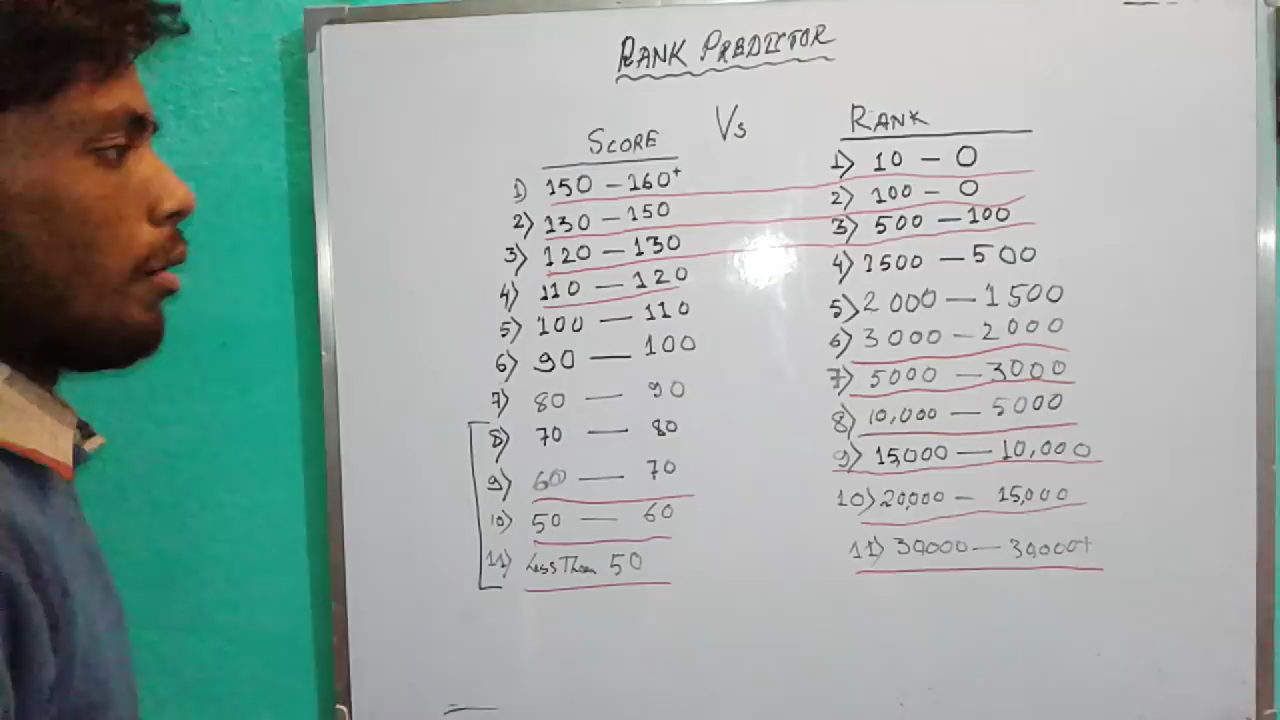 RANK PREDICTOR
SCORE Vs RANK
1) 150 - 160+ 1) 10 - 0
2) 130 - 150 2) 100 - 0
3) 120 - 130 3) 500 - 100
4) 110 - 120 4) 1500 - 500
5) 100 - 110 5) 2000 - 1500
6) 90 - 100 6) 3000 - 2000
7) 80 - 90 7) 5000 - 3000
8) 70 - 80 8) 10,000 - 5000
9) 60 - 70 9) 15,000 - 10,000
10) 50 - 60 10) 20,000 - 15,000
11) Less Than 50 11) 30000 - 30000+